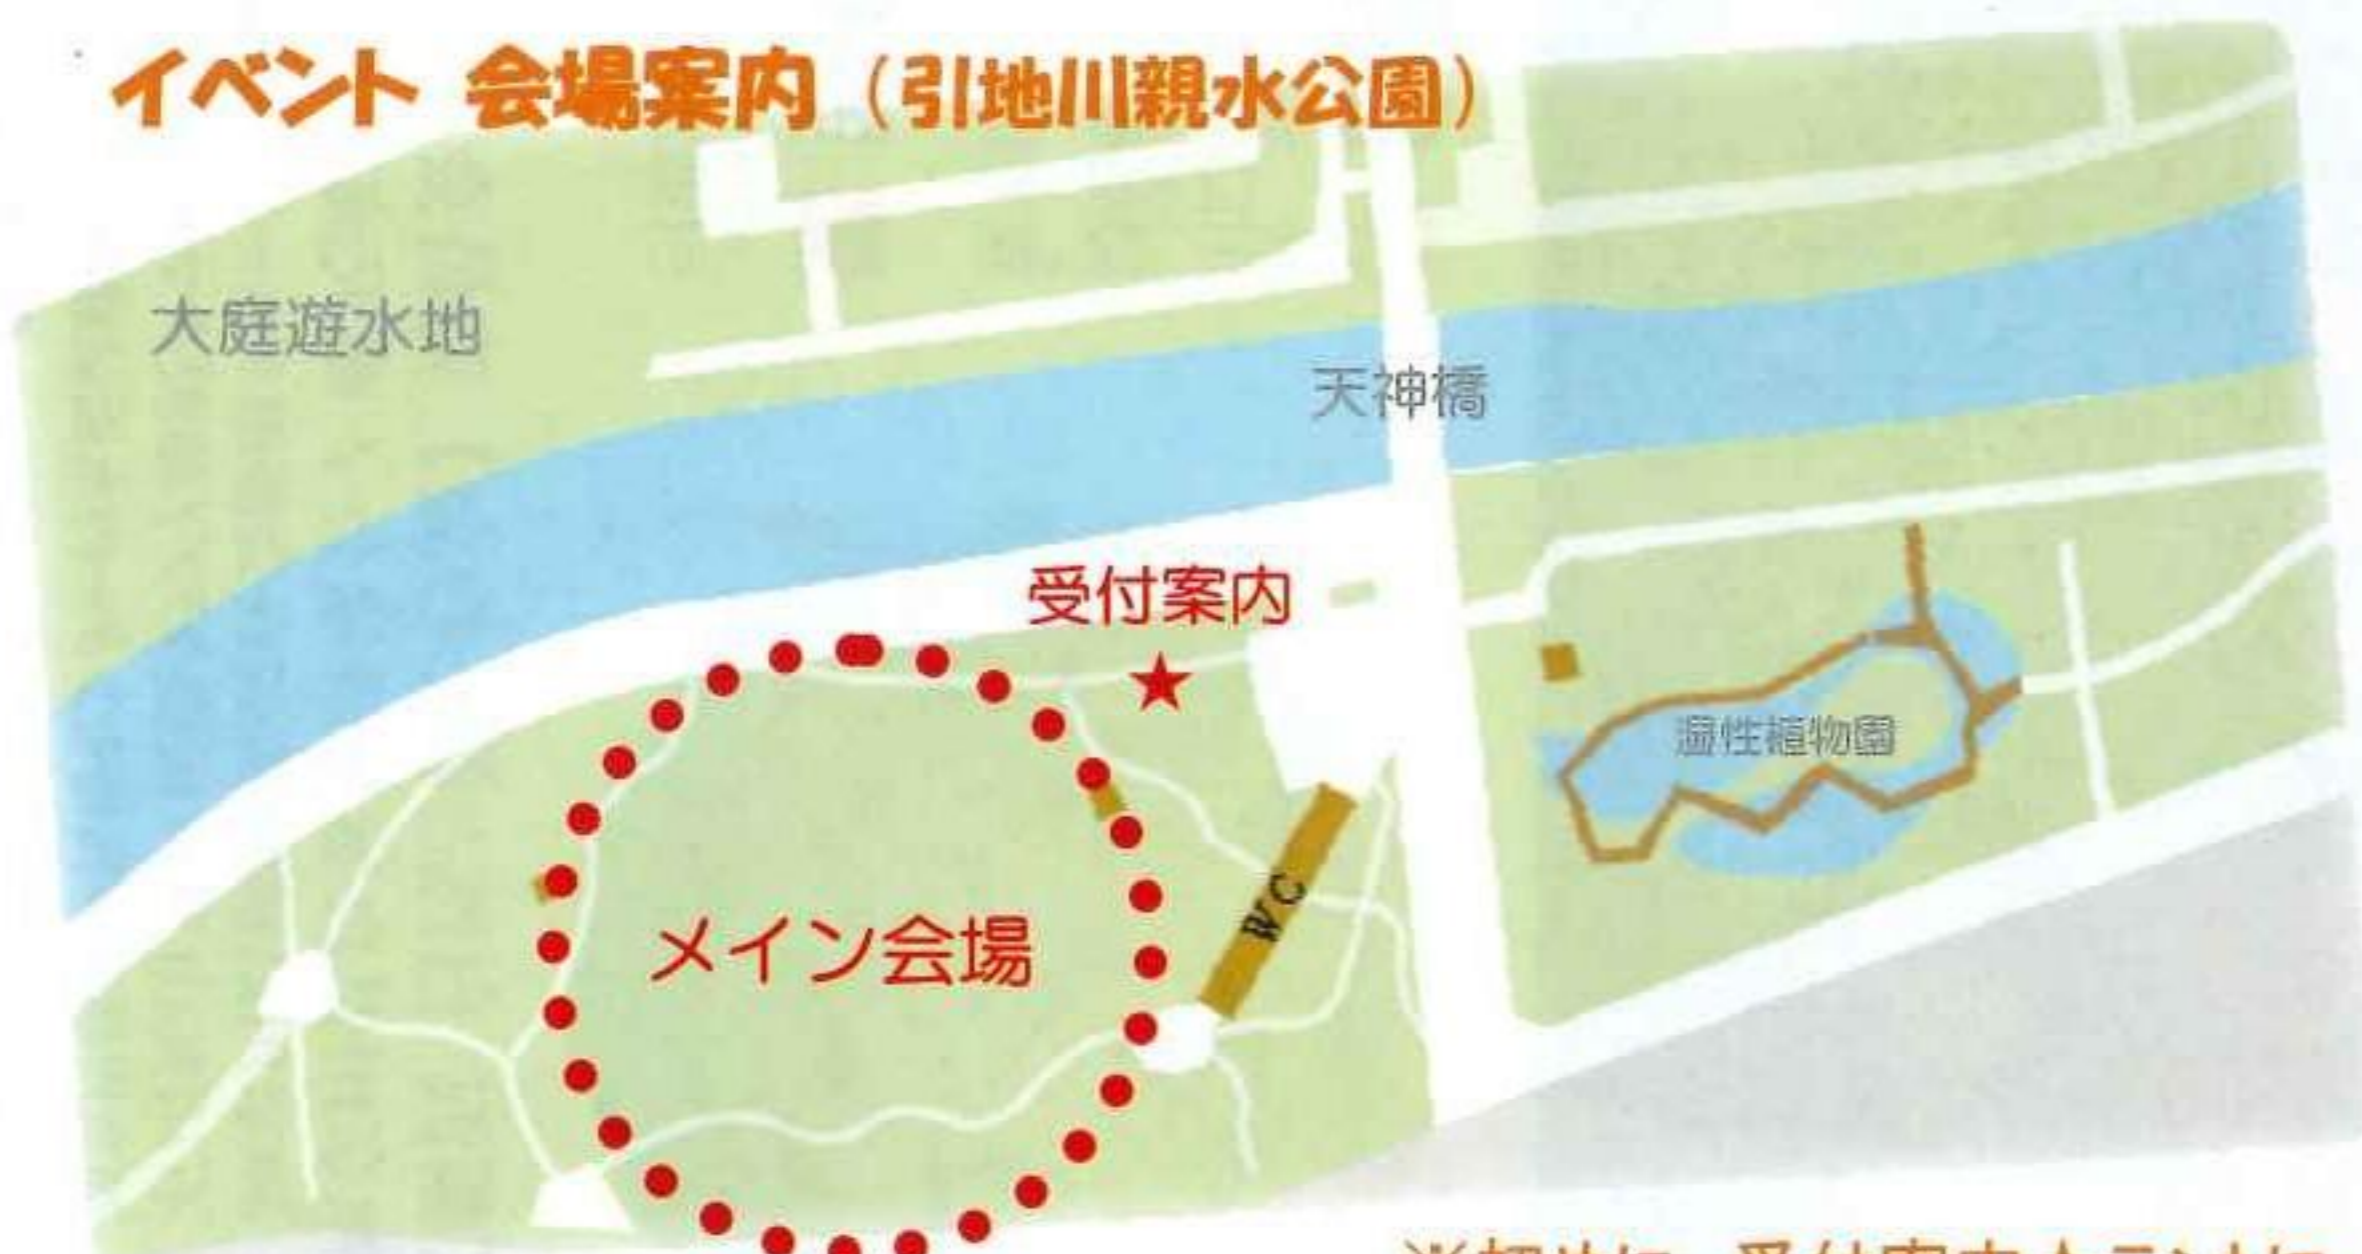 イベント 会場案内（引地川親水公園）
大庭遊水地
天神橋
受付案内
湿性植物園
WC
メイン会場